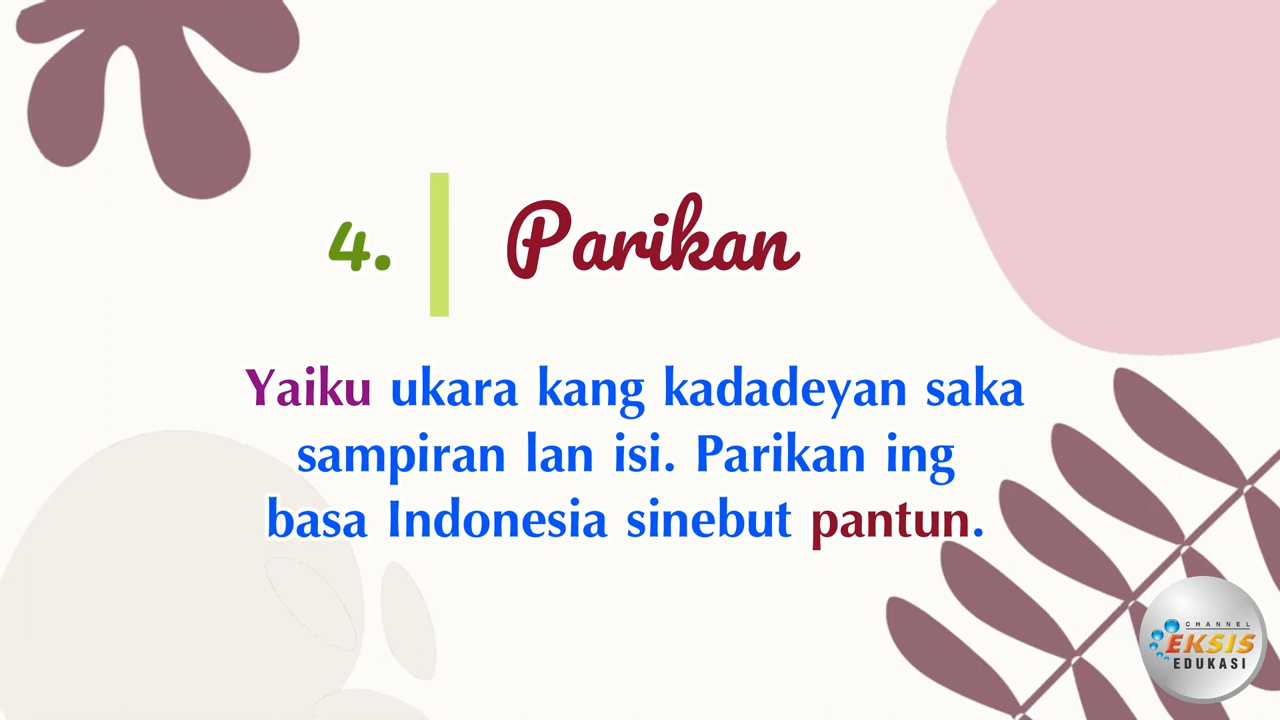 4. Parikan
Yaiku ukara kang kadadeyan saka
sampiran lan isi. Parikan ing
basa Indonesia sinebut pantun.
CHANNEL
EKSIS
EDUKASI